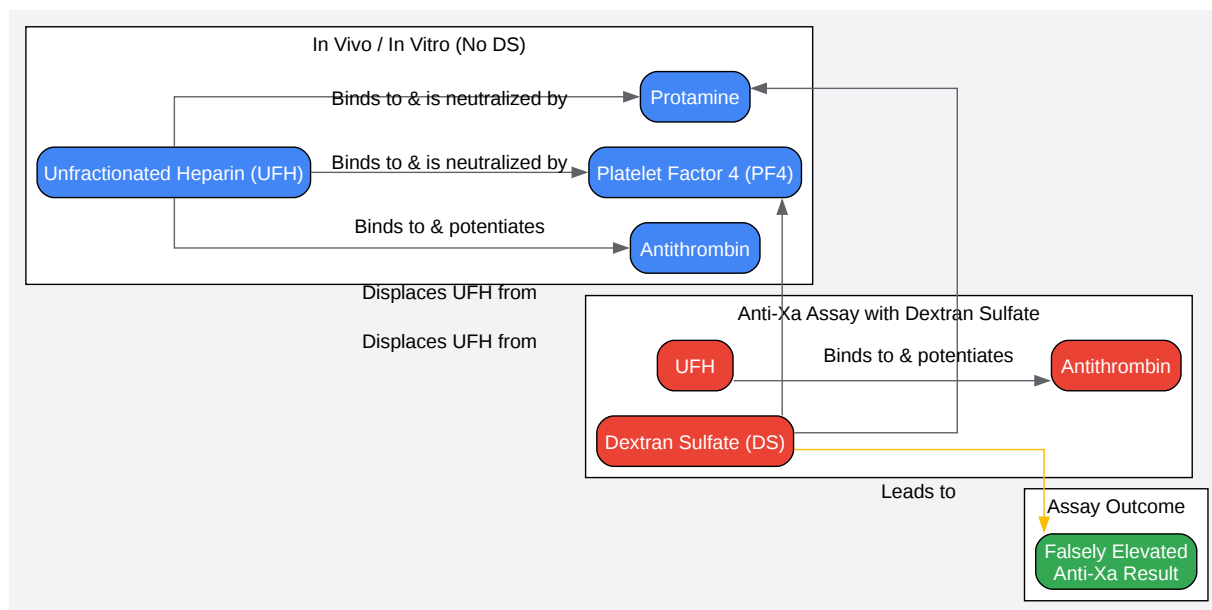 In Vivo / In Vitro (No DS)
Binds to & is neutralized by
Protamine
Unfractionated Heparin (UFH)
Binds to & is neutralized by
Platelet Factor 4 (PF4)
Binds to & potentiates
Antithrombin
Displaces UFH from
Displaces UFH from
Anti-Xa Assay with Dextran Sulfate
UFH
Binds to & potentiates
Antithrombin
Dextran Sulfate (DS)
Leads to
Assay Outcome
Falsely Elevated
Anti-Xa Result